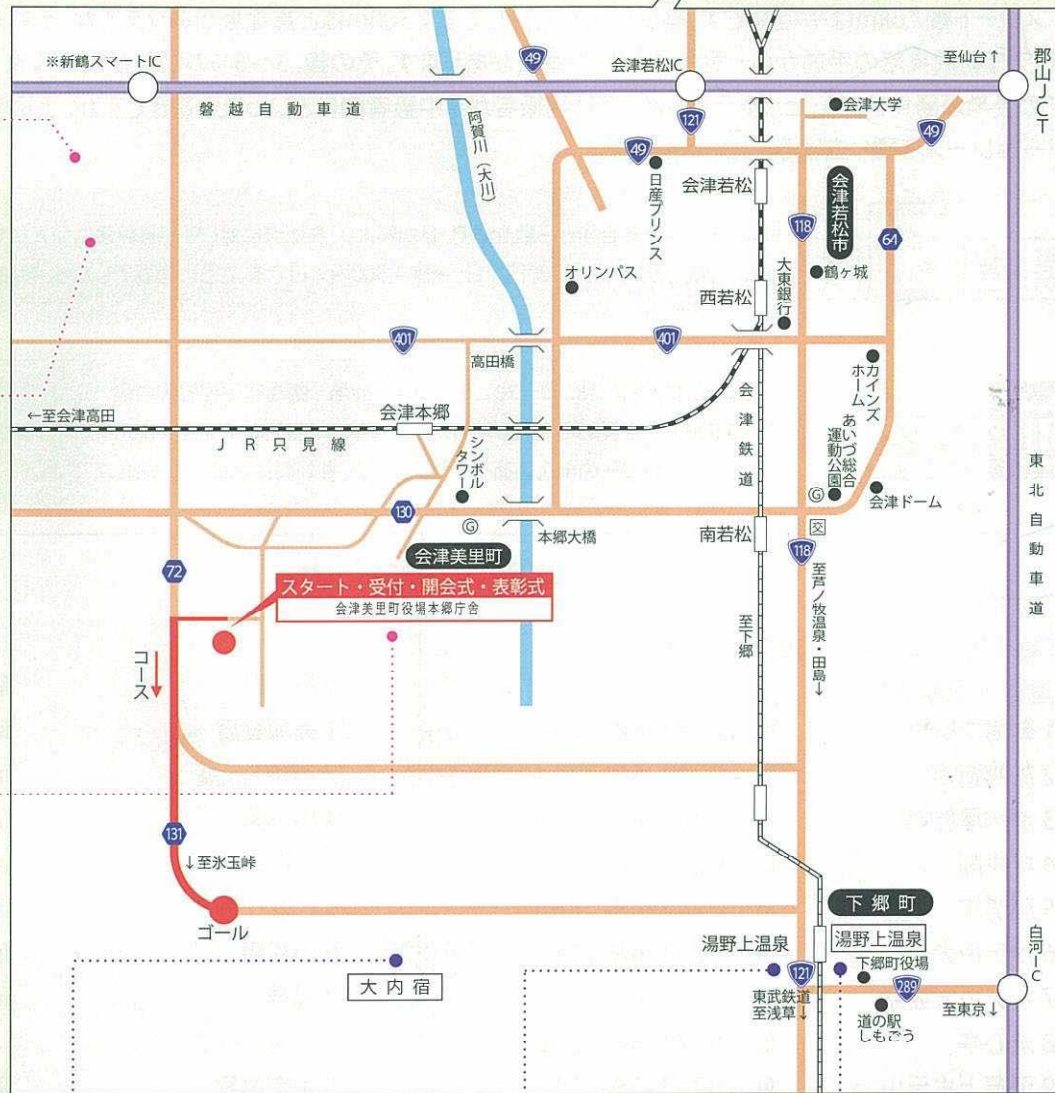 ※新鶴スマートIC
49
会津若松IC
至仙台↑
郡山JCT
磐越自動車道
阿賀川(大川)
121
会津大学
49
49
日産プリンス
会津若松
118
会津若松市
64
大東銀行
鶴ヶ城
オリンパス
西若松
401
高田橋
401
カインズ
ホーム
←至会津高田
会津本郷
JR只見線
シンボル
タワー
会津鉄道
あいづ総合
運動公園
東北自動車道
会津ドーム
G
130
G
本郷大橋
南若松
交
118
会津美里町
72
スタート・受付・開会式・表彰式
会津美里町役場本郷庁舎
至下郷
至芦ノ牧温泉・田島↓
コース
131
↓至氷玉峠
ゴール
下郷町
湯野上温泉
湯野上温泉
白河IC
大内宿
121
下郷町役場
289
東武鉄道
至浅草↓
道の駅
しもごう
至東京↓